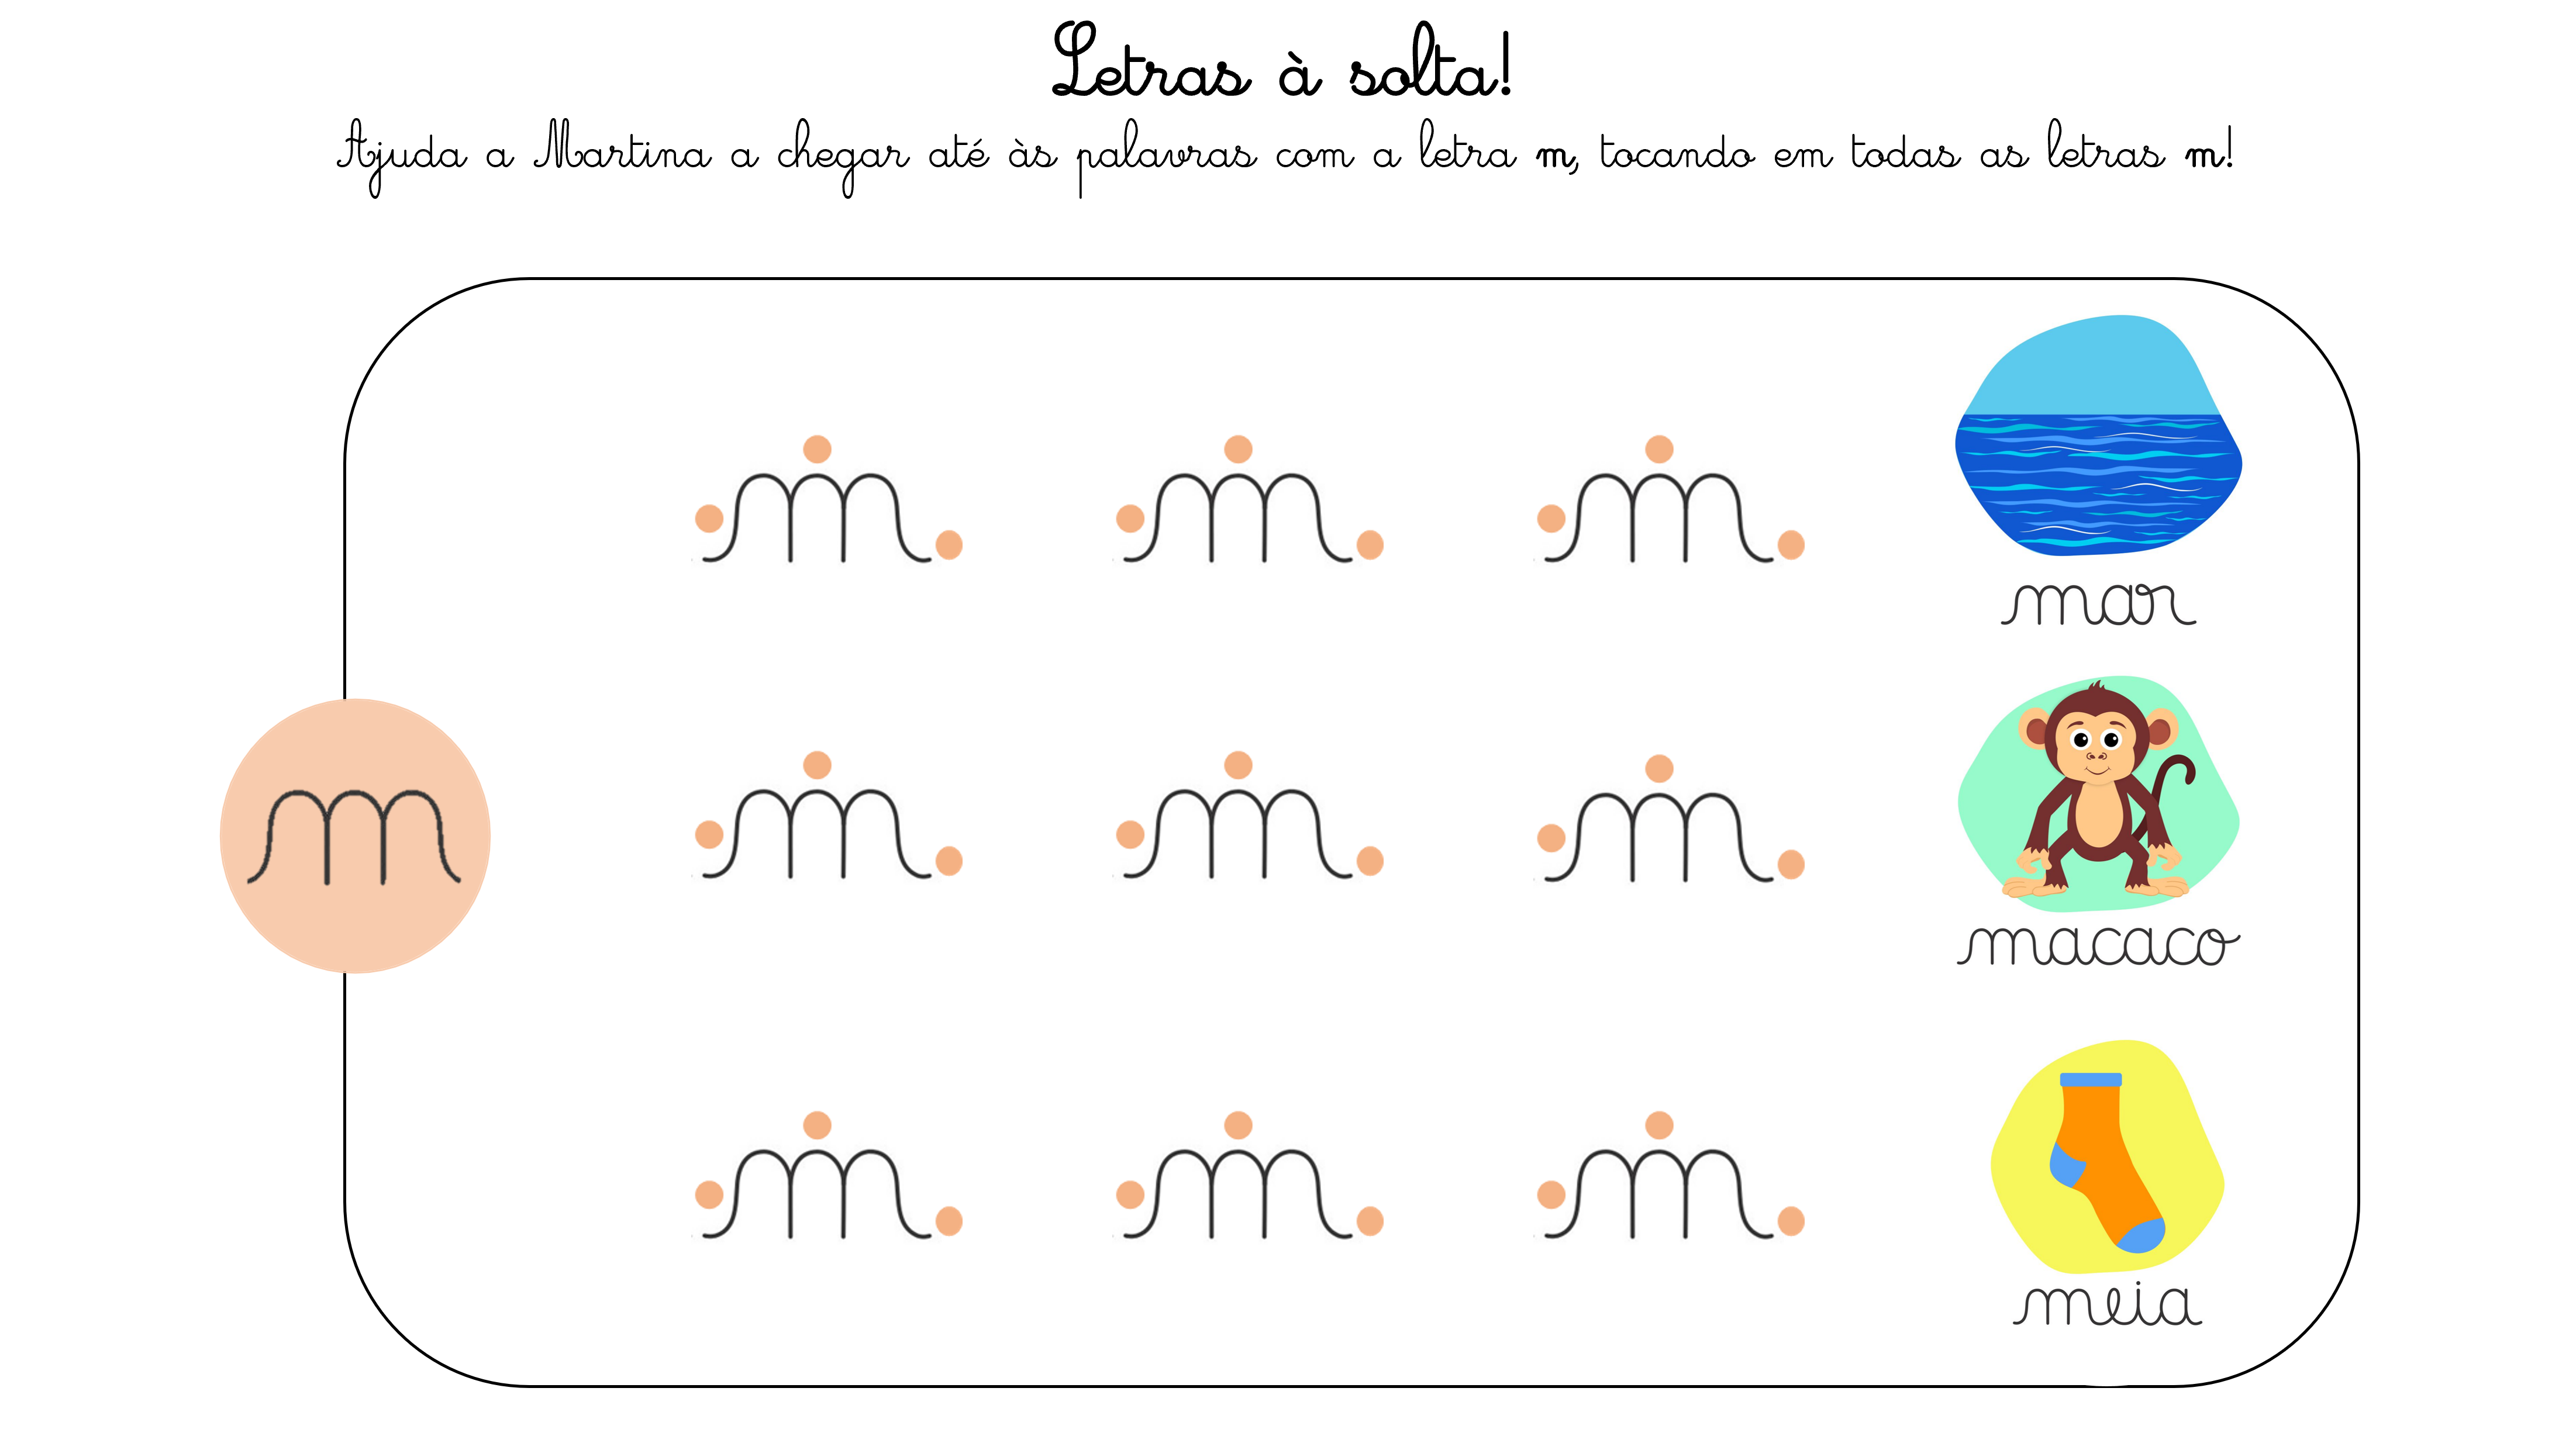 Letras à solta!
Ajuda a Martina a chegar até às palavras com a letra m, tocando em todas as letras m!
m m m
mar
m
m m m
macaco
m m m
meia